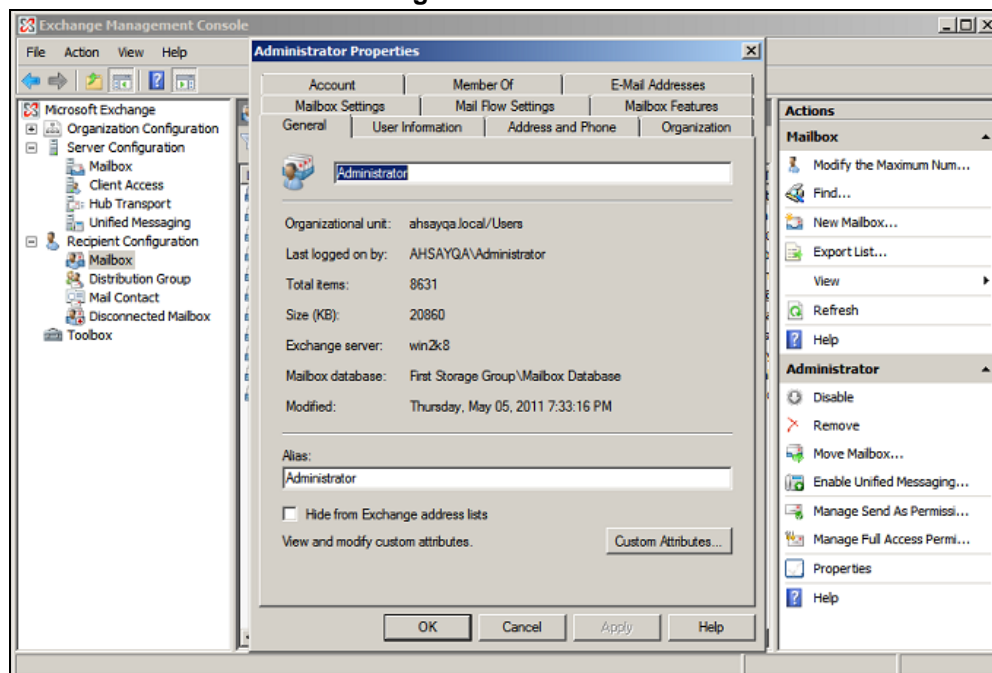 Exchange Management Console
File Action View Help
Microsoft Exchange
Organization Configuration
Server Configuration
Mailbox
Client Access
Hub Transport
Unified Messaging
Recipient Configuration
Mailbox
Distribution Group
Mail Contact
Disconnected Mailbox
Toolbox
Administrator Properties
Account Member Of E-Mail Addresses
Mailbox Settings Mail Flow Settings Mailbox Features
General User Information Address and Phone Organization
Administrator
Organizational unit: ahsayqa.local/Users
Last logged on by: AHSAYQA\Administrator
Total items: 8631
Size (KB): 20860
Exchange server: win2k8
Mailbox database: First Storage Group\Mailbox Database
Modified: Thursday, May 05, 2011 7:33:16 PM
Alias:
Administrator
Hide from Exchange address lists
View and modify custom attributes. Custom Attributes...
OK Cancel Apply Help
Actions
Mailbox
Modify the Maximum Num...
Find...
New Mailbox...
Export List...
View
Refresh
Help
Administrator
Disable
Remove
Move Mailbox...
Enable Unified Messaging...
Manage Send As Permissi...
Manage Full Access Permi...
Properties
Help